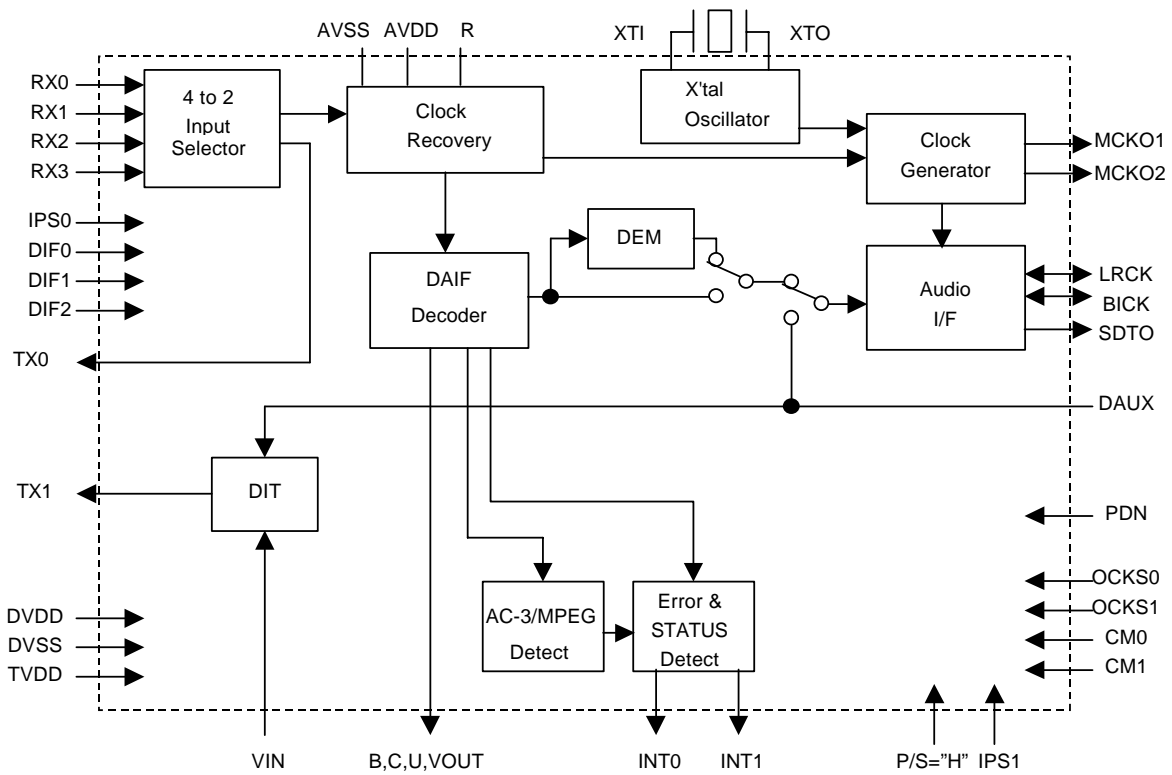 AVSS AVDD R
XTI XTO
RX0
RX1
RX2
RX3
4 to 2
Input
Selector
Clock
Recovery
X'tal
Oscillator
Clock
Generator
MCKO1
MCKO2
IPS0
DIF0
DIF1
DIF2
DEM
DAIF
Decoder
Audio
I/F
LRCK
BICK
SDTO
TX0
DAUX
TX1
DIT
PDN
AC-3/MPEG
Detect
Error &
STATUS
Detect
OCKS0
OCKS1
CM0
CM1
DVDD
DVSS
TVDD
VIN
B,C,U,VOUT
INT0
INT1
P/S=”H”
IPS1